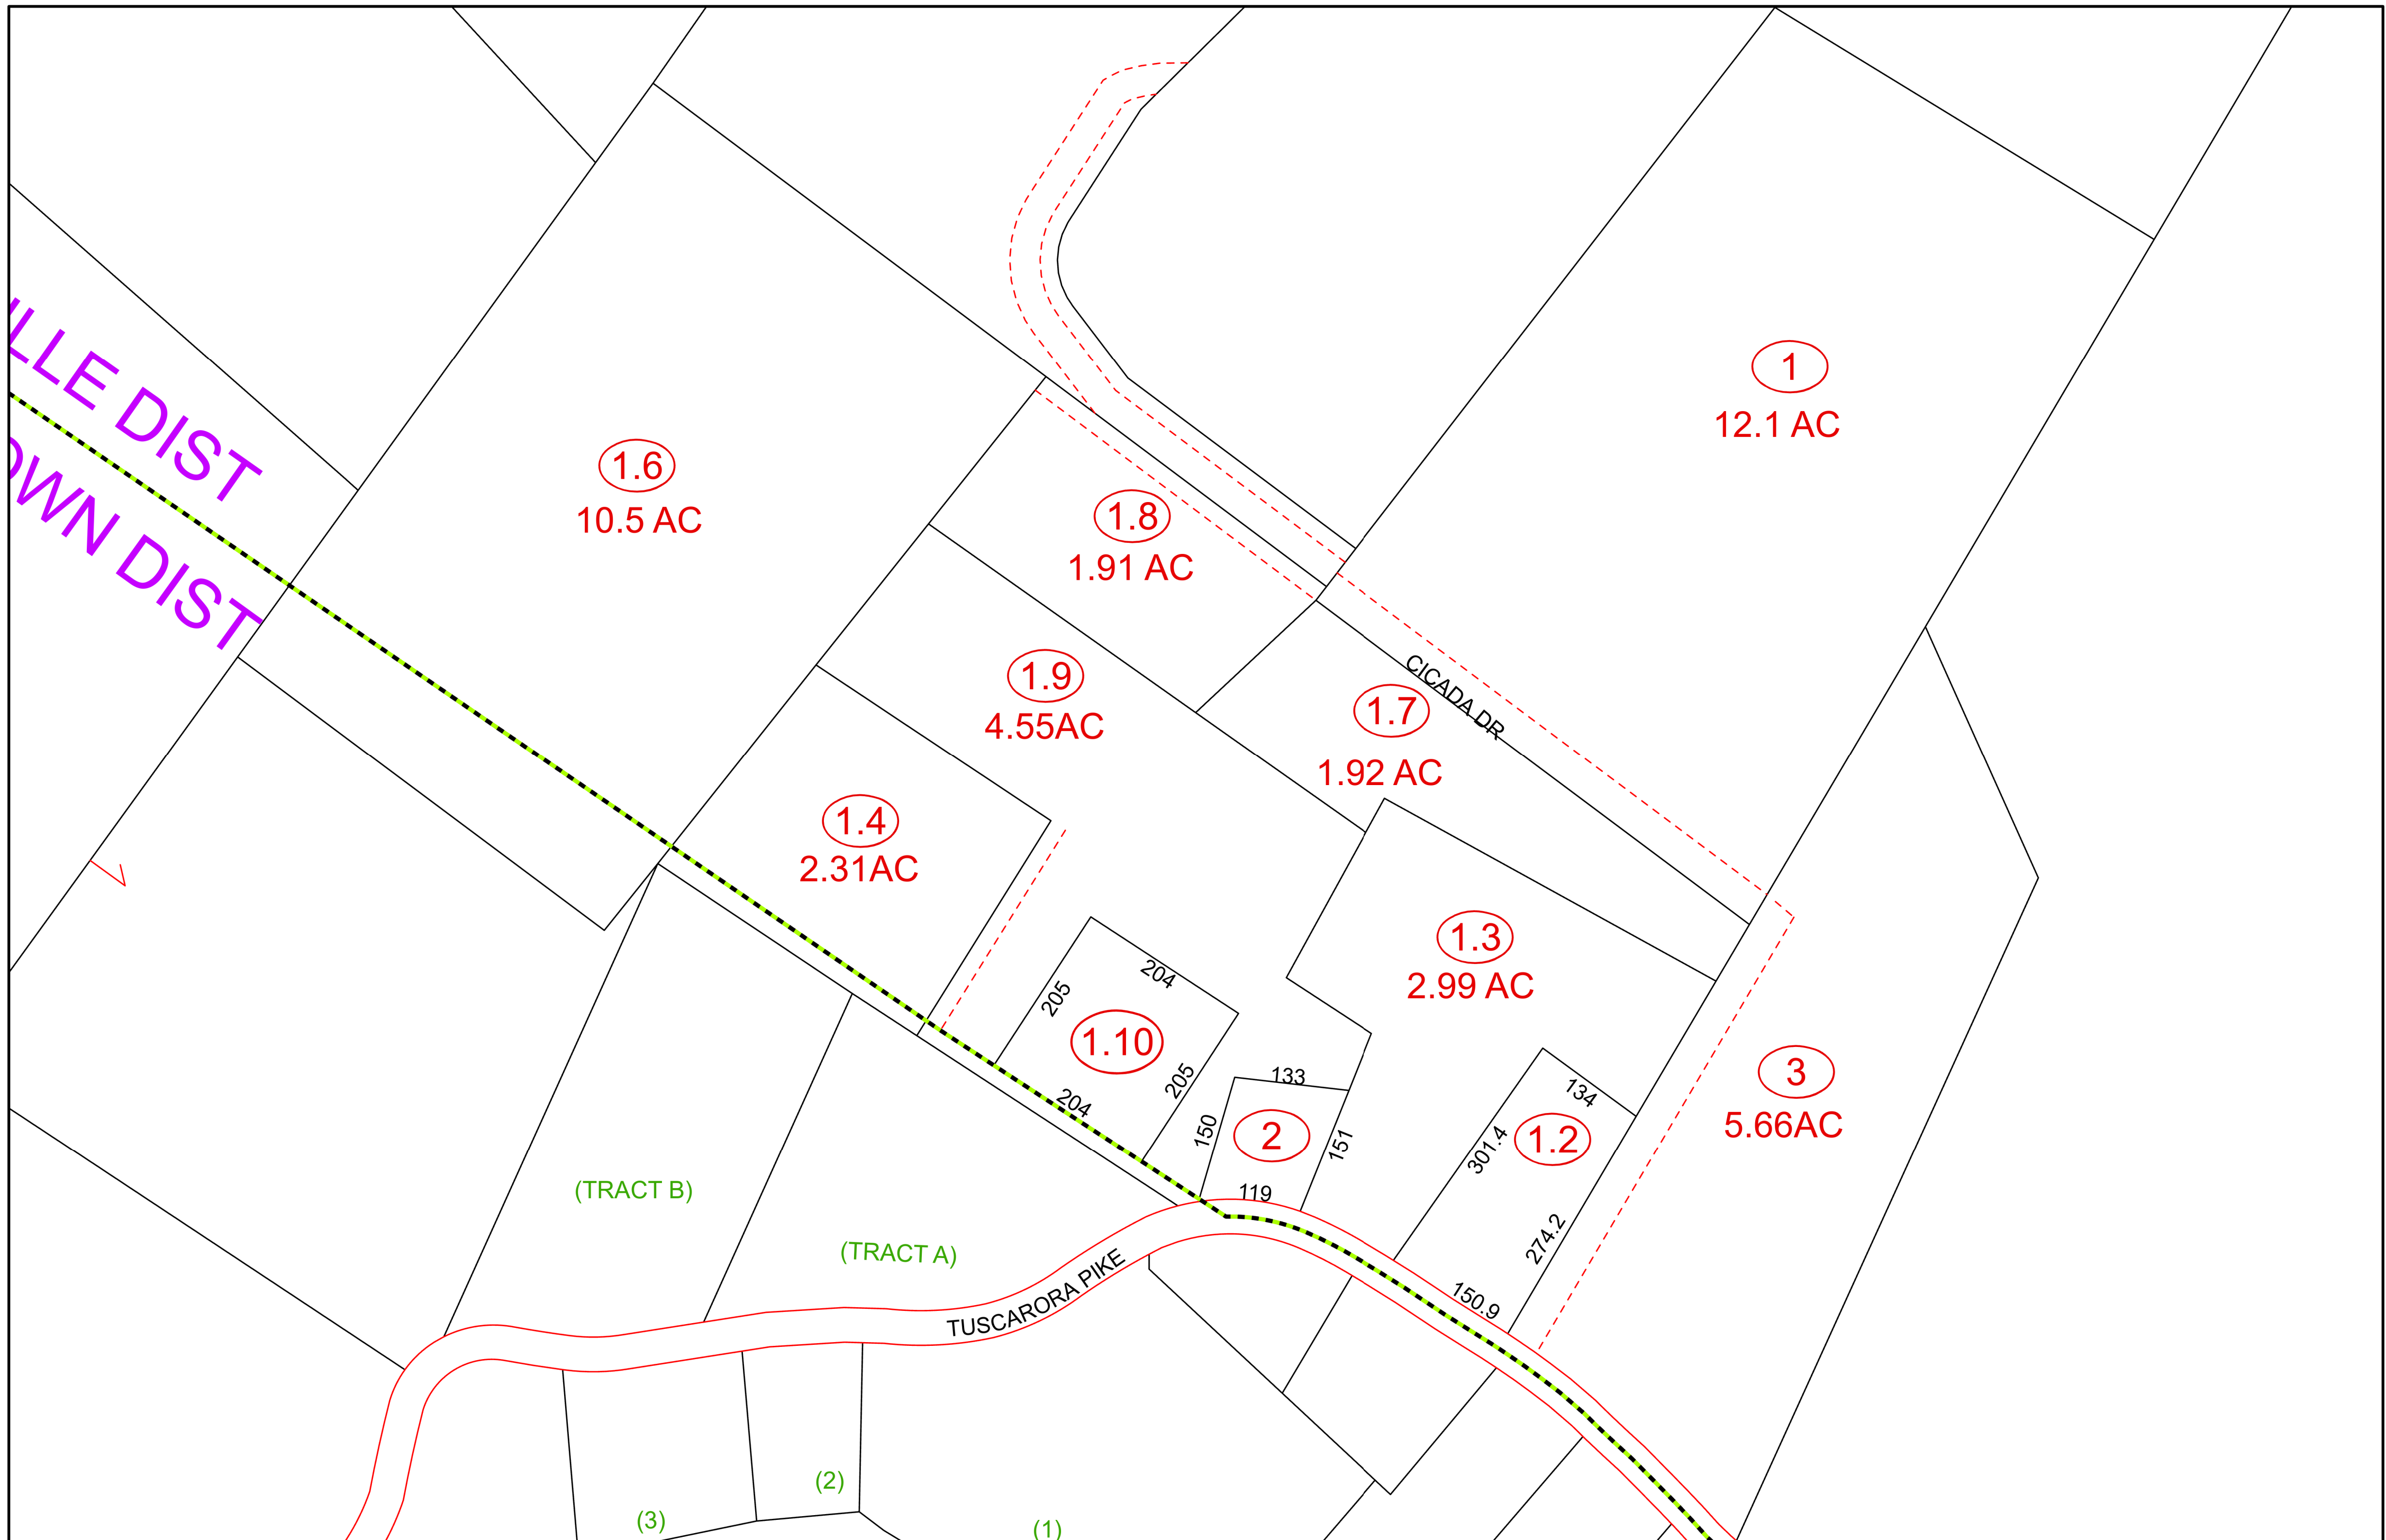 ILLE DIST
OWN DIST
1
12.1 AC
1.6
10.5 AC
1.8
1.91 AC
1.9
4.55AC
CICADA DR
1.7
1.92 AC
1.4
2.31AC
1.3
2.99 AC
204
205
1.10
205
204
133
150
2
151
119
134
301.4
1.2
274.2
150.9
3
5.66AC
(TRACT B)
(TRACT A)
TUSCARORA PIKE
(2)
(3)
(1)